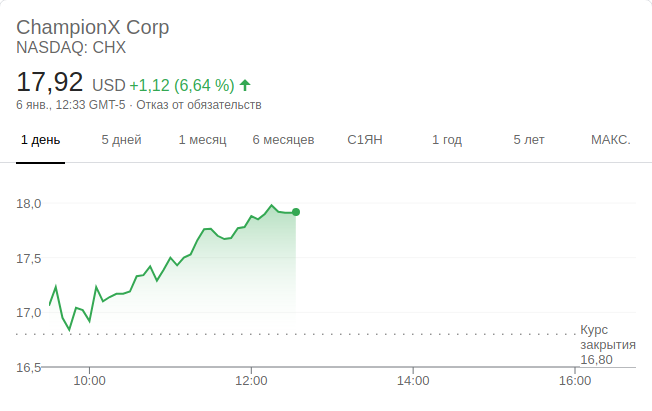 ChampionX Corp
NASDAQ: CHX
17,92 USD +1,12 (6,64 %)
6 янв., 12:33 GMT-5 · Отказ от обязательств
1 день 5 дней 1 месяц 6 месяцев С1ЯН 1 год 5 лет МАКС.
18,0
17,5
17,0
Курс
закрытия
16,80
16,5
10:00 12:00 14:00 16:00